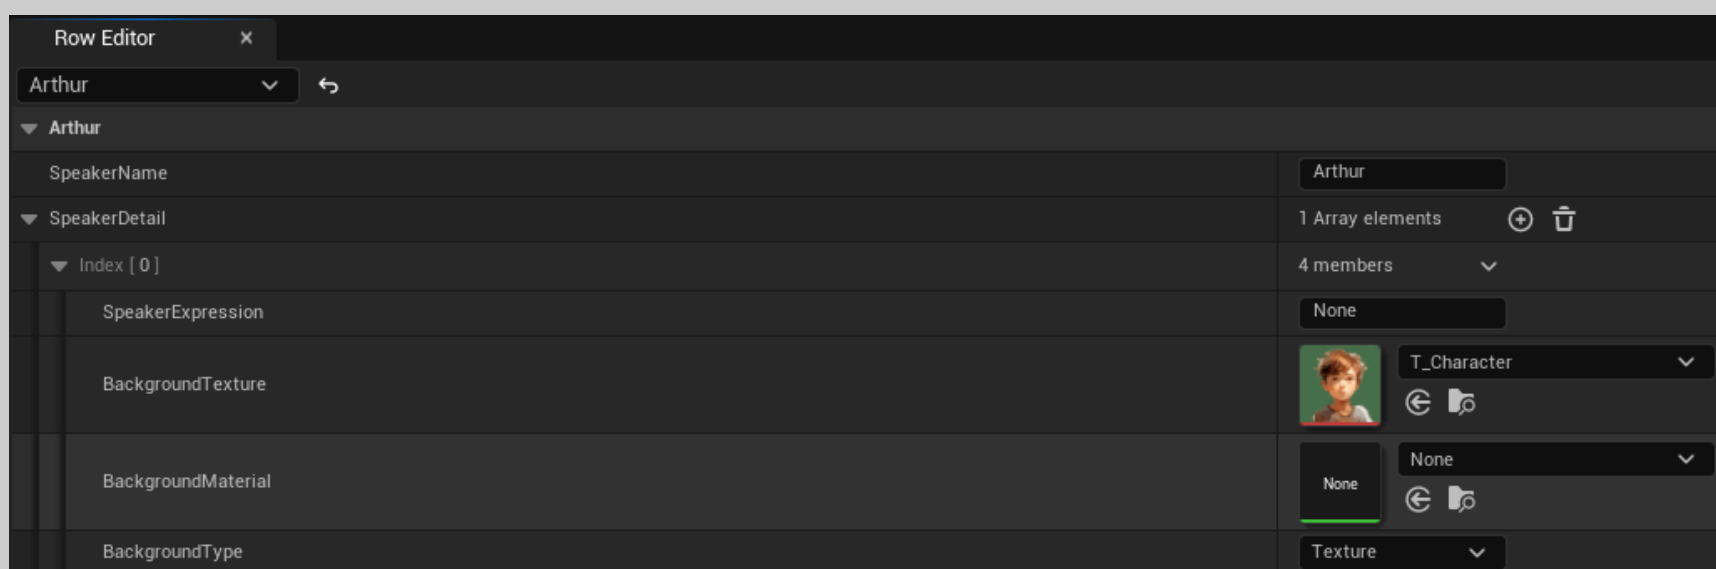 Row Editor
Arthur
Arthur
SpeakerName Arthur
SpeakerDetail 1 Array elements
Index [ 0 ] 4 members
SpeakerExpression None
BackgroundTexture T_Character
BackgroundMaterial None None
BackgroundType Texture